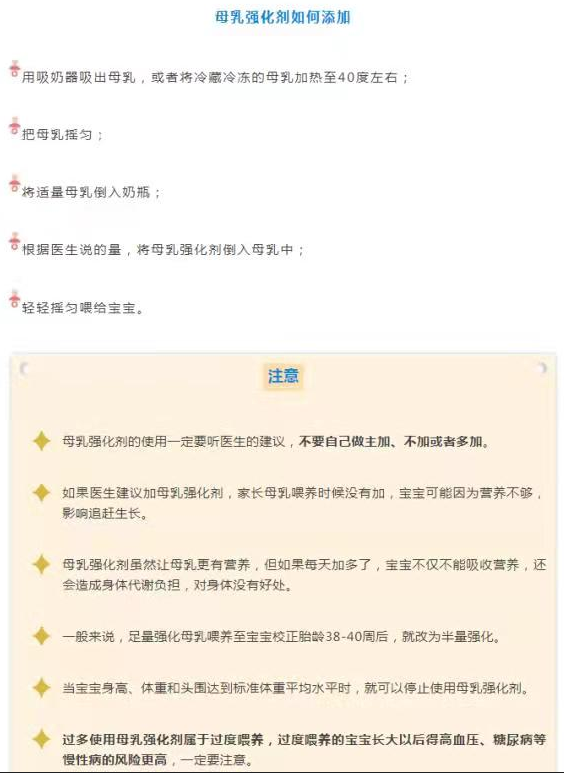 母乳强化剂如何添加
用吸奶器吸出母乳，或者将冷藏冷冻的母乳加热至40度左右；
把母乳摇匀；
将适量母乳倒入奶瓶；
根据医生说的量，将母乳强化剂倒入母乳中；
轻轻摇匀喂给宝宝。
注意
母乳强化剂的使用一定要听医生的建议，不要自己做主加、不加或者多加。
如果医生建议加母乳强化剂，家长母乳喂养时候没有加，宝宝可能因为营养不够，
影响追赶生长。
母乳强化剂虽然让母乳更有营养，但如果每天加多了，宝宝不仅不能吸收营养，还
会造成身体代谢负担，对身体没有好处。
一般来说，足量强化母乳喂养至宝宝校正胎龄38-40周后，就改为半量强化。
当宝宝身高、体重和头围达到标准体重平均水平时，就可以停止使用母乳强化剂。
过多使用母乳强化剂属于过度喂养，过度喂养的宝宝长大以后得高血压、糖尿病等
慢性病的风险更高，一定要注意。